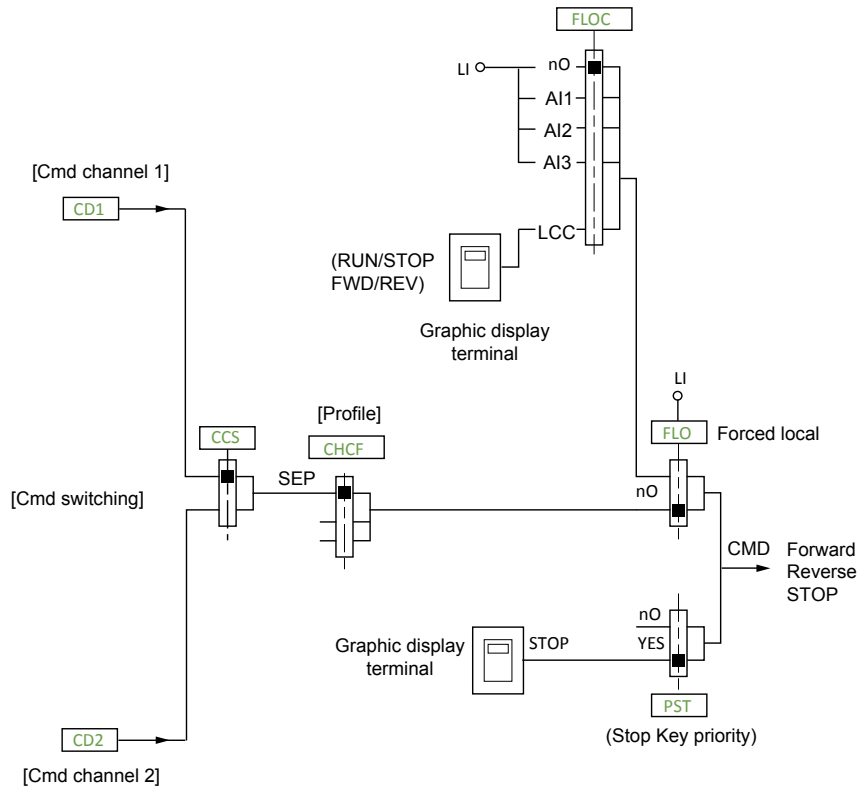 FLOC
LI
nO
AI1
AI2
AI3
LCC
[Cmd channel 1]
CD1
(RUN/STOP
FWD/REV)
Graphic display
terminal
LI
FLO
Forced local
nO
[Profile]
CHCF
CCS
SEP
[Cmd switching]
CMD
Forward
Reverse
STOP
nO
YES
STOP
Graphic display
terminal
PST
(Stop Key priority)
CD2
[Cmd channel 2]